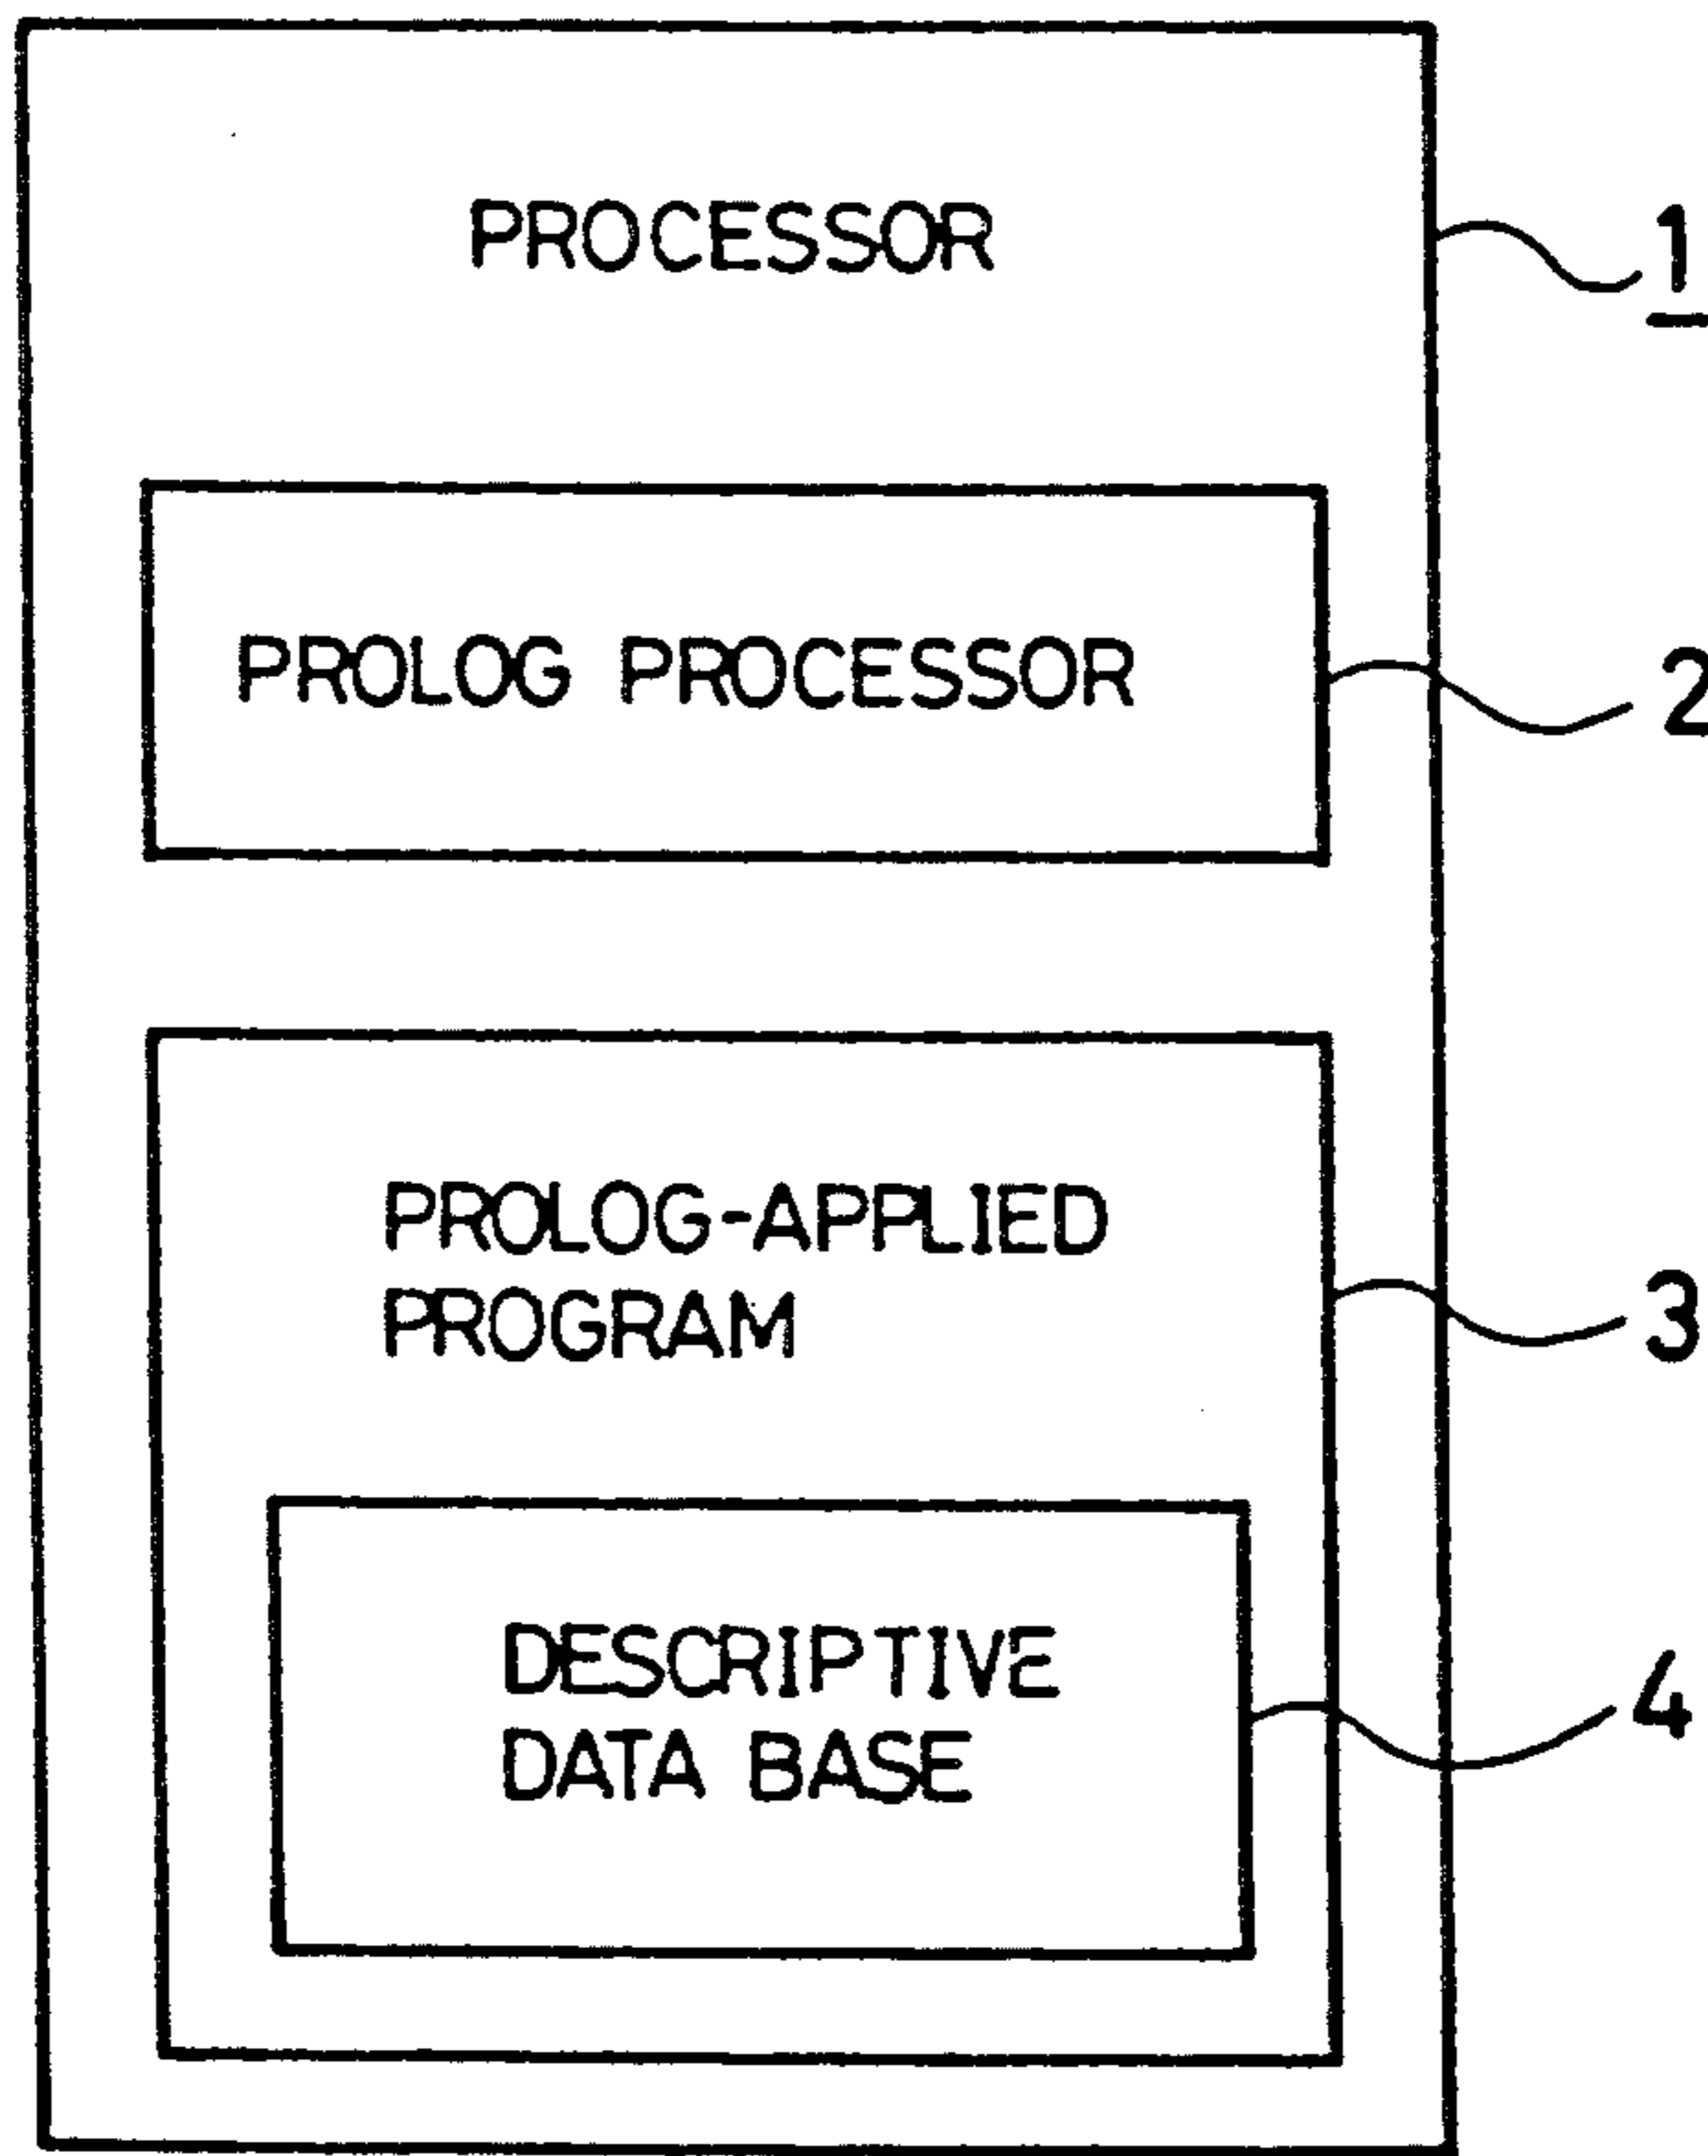 PROCESSOR
1
PROLOG PROCESSOR
2
PROLOG-APPLIED
PROGRAM
3
DESCRIPTIVE
DATA BASE
4